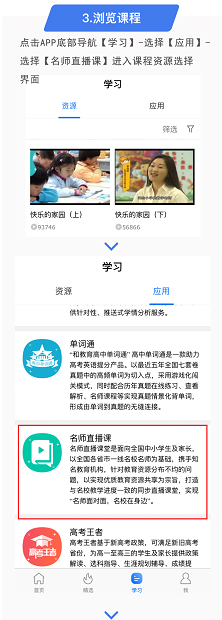 3.浏览课程
点击APP底部导航【学习】-选择【应用】-
选择【名师直播课】进入课程资源选择
界面
学习
资源
应用
筛选
快乐的家园（上）
快乐的家园（下）
93746
56866
学习
资源
应用
供针对性、推送式学情分析服务。
单词通
“和教育高中单词通” 高中单词通是一款助力
高考英语提分产品，以最近五年全国七套卷
真题中的高频单词为切入点，采用游戏化闯
关模式，同时配合历年真题在线练习、查看
解析、名师课程等实现真题情景化背单词，
形成由单词到真题的无缝连接。
名师直播课
名师直播课堂是面向全国中小学生及家长，
以全国各省市一线名校名师为基础，携手知
名教育机构，针对教育资源分布不均的问
题，以实现优质教育资源共享为宗旨，打造
与名校教学进度一致的同步直播课堂，实现
“名师面对面，名校在身边”。
高考王者
高考王者
高考王者基于新高考政策，可满足新旧高考
省份，为高一至高三的学生及家长提供政策
解读、选科指导、生涯规划辅导、成绩提
首页
精选
学习
我